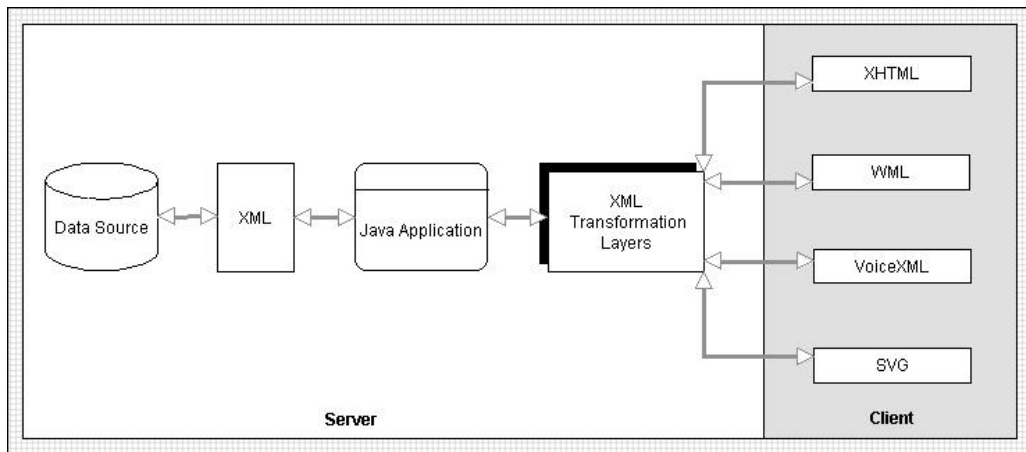 Data Source
XML
Java Application
XML
Transformation
Layers
XHTML
WML
VoiceXML
SVG
Server
Client